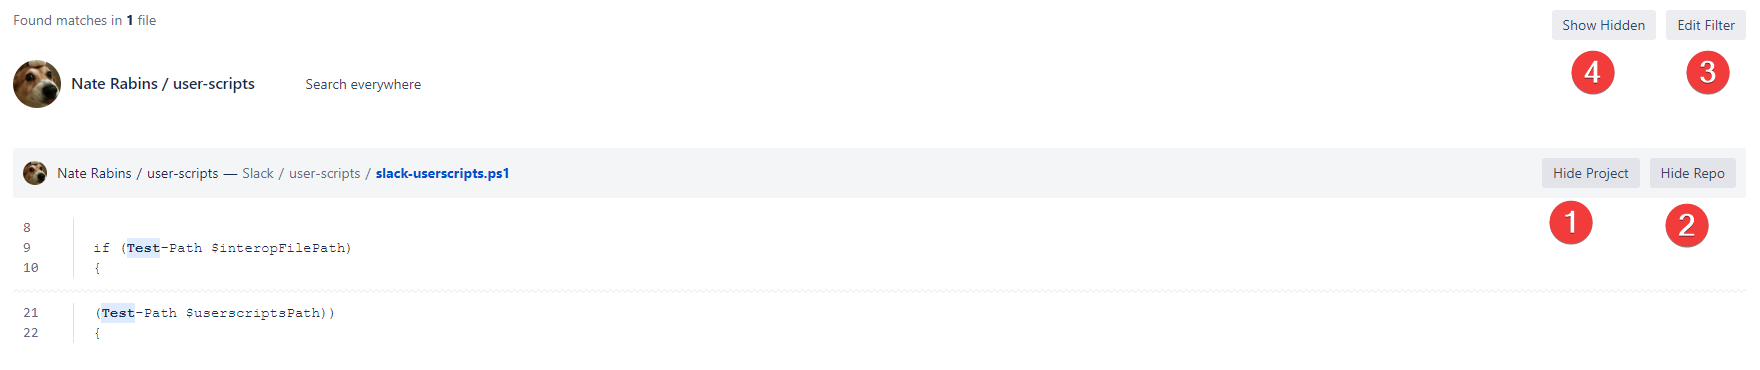 Found matches in 1 file
Show Hidden Edit Filter
4 3
Nate Rabins / user-scripts Search everywhere
Nate Rabins / user-scripts — Slack / user-scripts / slack-userscripts.ps1 Hide Project Hide Repo
1 2
8
9 if (Test-Path $interopFilePath)
10 {
21 (Test-Path $userscriptsPath))
22 {